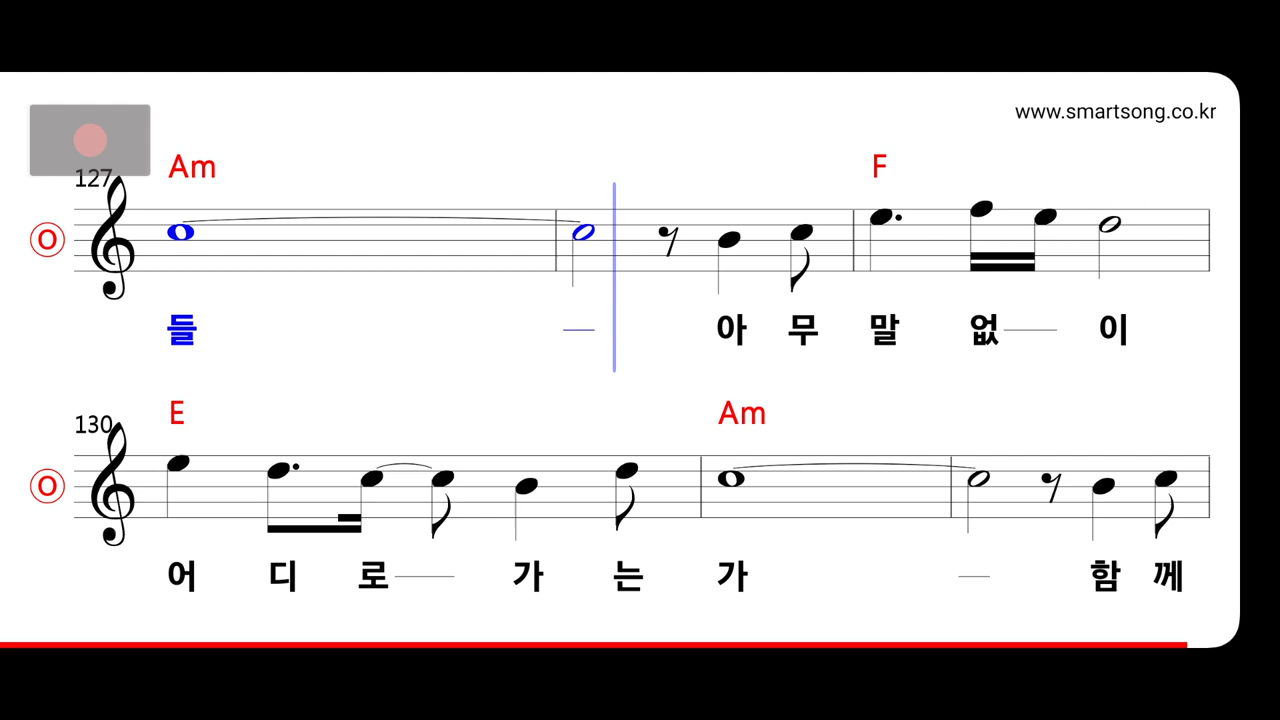 www.smartsong.co.kr
127 Am F
O
들 아 무 말 없 이
130 E Am
O
어 디 로 가 는 가 함 께